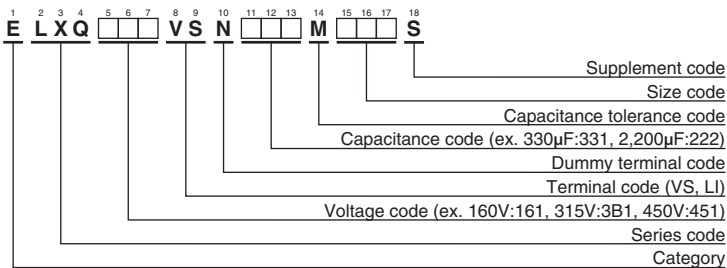 1 2 3 4 5 6 7 8 9 10 11 12 13 14 15 16 17 18
E L X Q □□□ V S N □□□ M □□□ S
Supplement code
Size code
Capacitance tolerance code
Capacitance code (ex. 330µF:331, 2,200µF:222)
Dummy terminal code
Terminal code (VS, LI)
Voltage code (ex. 160V:161, 315V:3B1, 450V:451)
Series code
Category